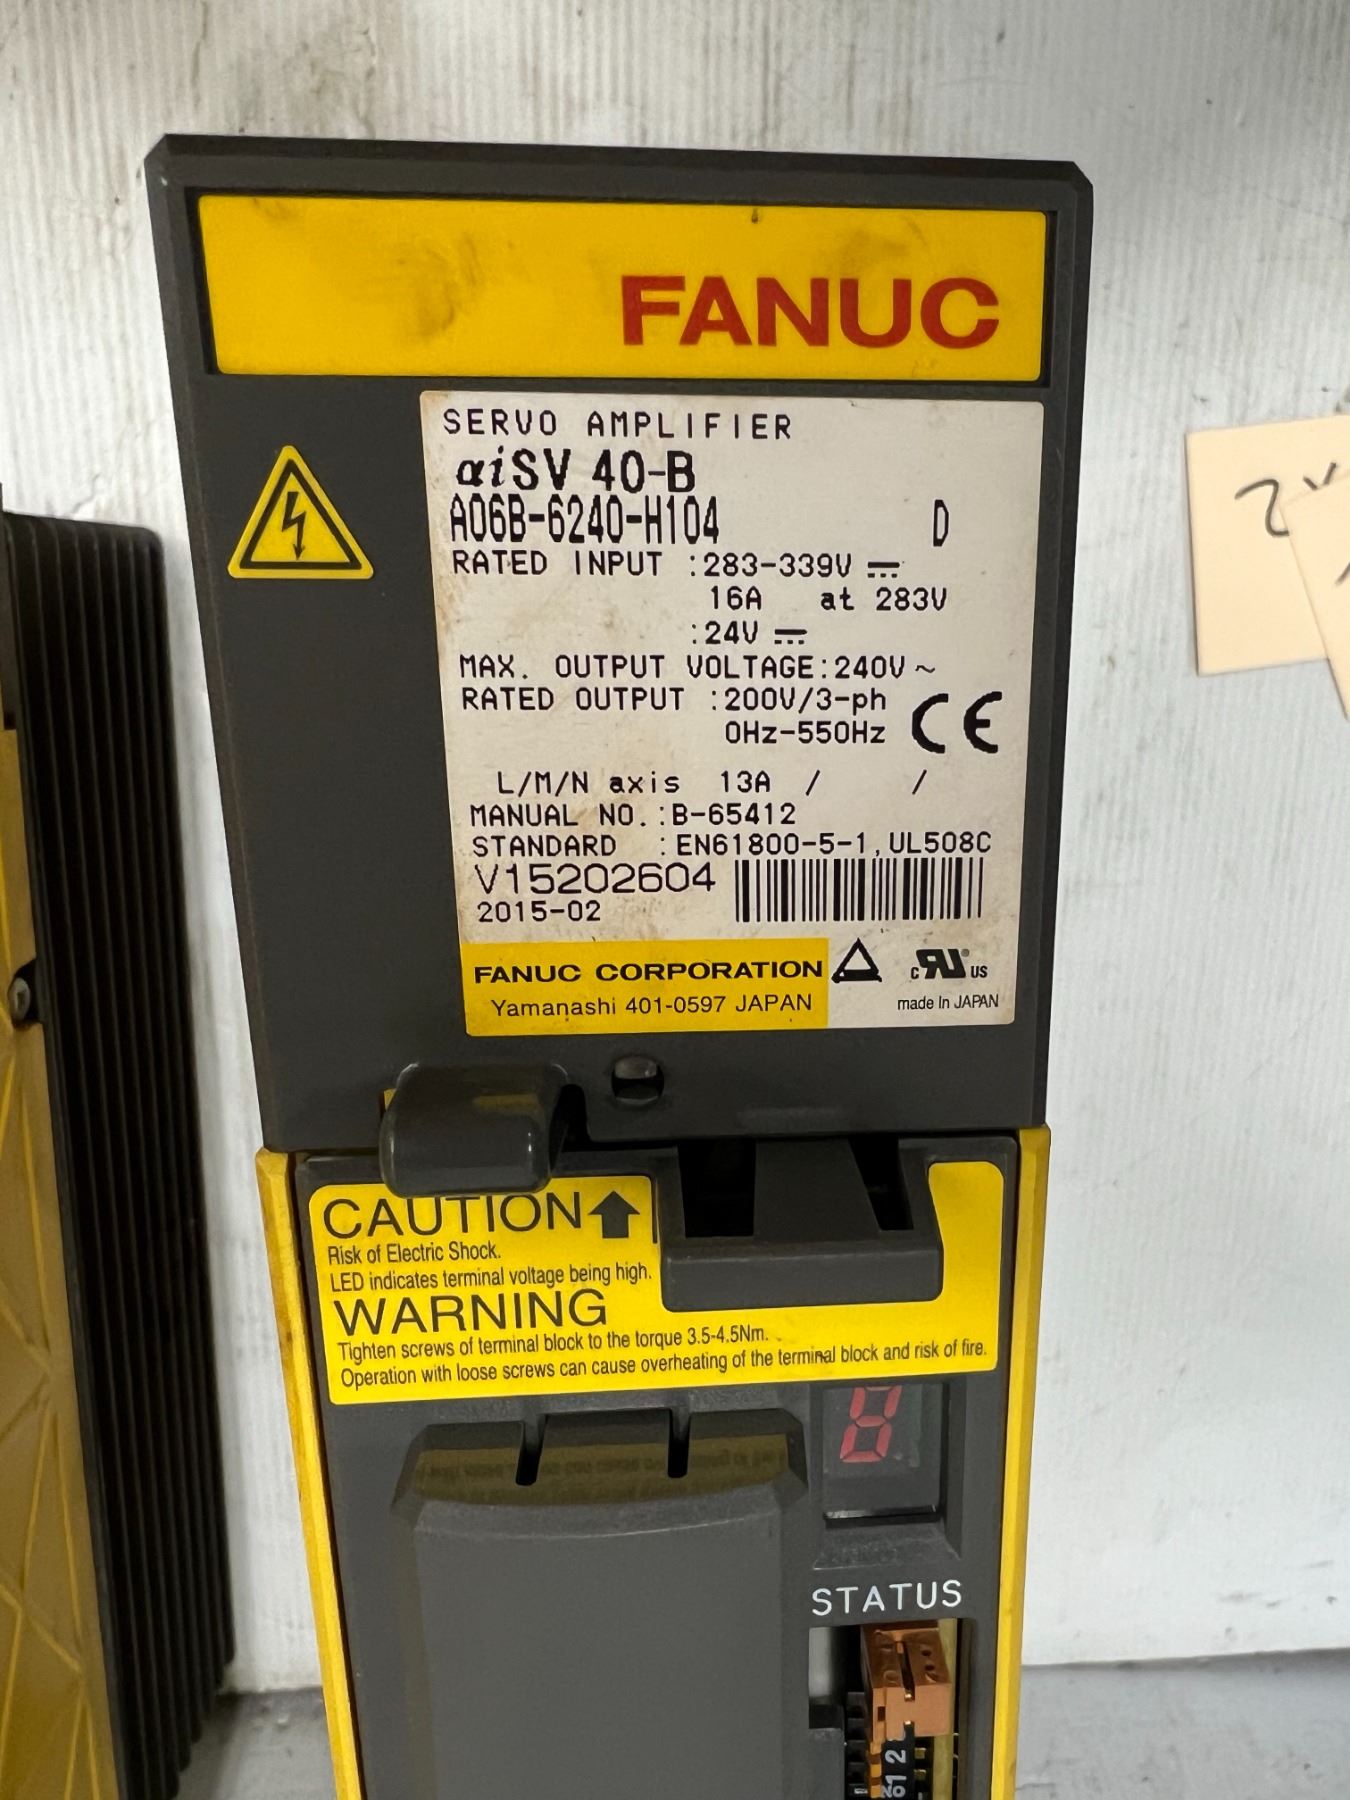 FANUC
SERVO AMPLIFIER
αiSV 40-B
A06B-6240-H104 D
RATED INPUT :283-339V ⎓
16A at 283V
:24V ⎓
MAX. OUTPUT VOLTAGE:240V~
RATED OUTPUT :200V/3-ph
0Hz-550Hz CE
L/M/N axis 13A / /
MANUAL NO.:B-65412
STANDARD :EN61800-5-1,UL508C
V15202604
2015-02
FANUC CORPORATION
Yamanashi 401-0597 JAPAN
c RU US
made In JAPAN
CAUTION
Risk of Electric Shock.
LED indicates terminal voltage being high.
WARNING
Tighten screws of terminal block to the torque 3.5-4.5Nm.
Operation with loose screws can cause overheating of the terminal block and risk of fire.
8
STATUS